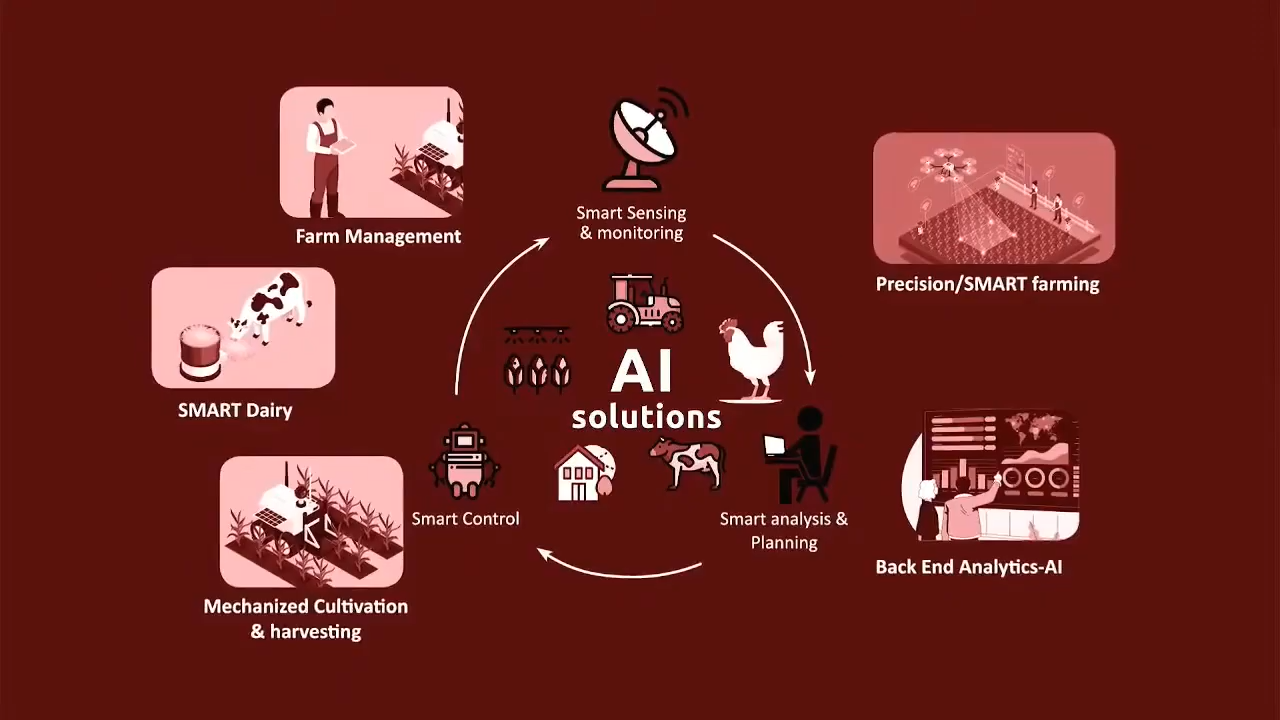 Smart Sensing
& monitoring
Farm Management
Precision/SMART farming
AI
solutions
SMART Dairy
Smart Control
Smart analysis &
Planning
Back End Analytics-AI
Mechanized Cultivation
& harvesting